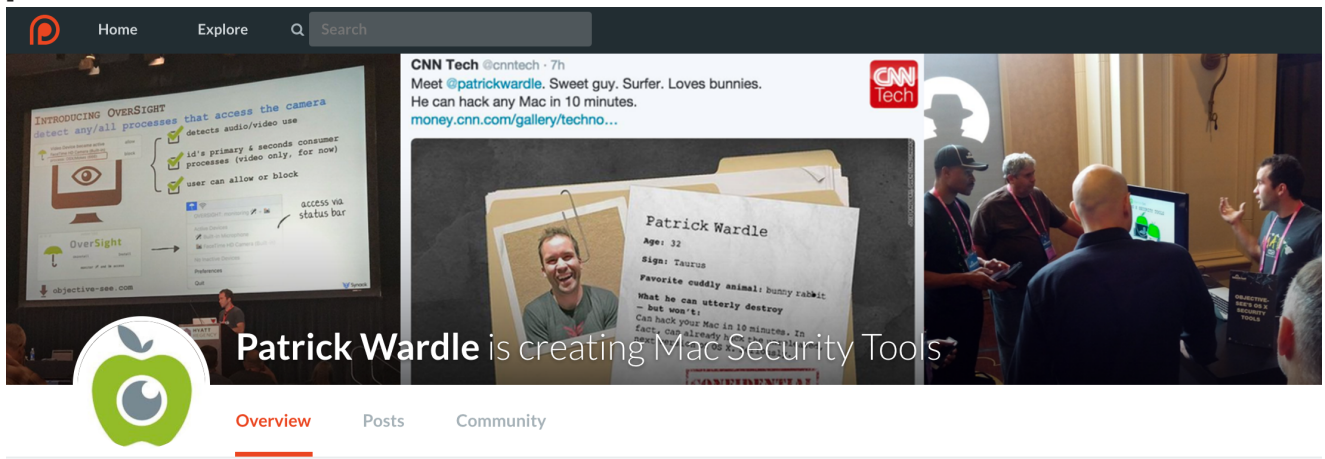 Home
Explore
Search
INTRODUCING OVERSIGHT
detect any/all processes that access the camera
detects audio/video use
id's primary & seconds consumer
processes (video only, for now)
user can allow or block
access via
status bar
OverSight
Preferences
Quit
objective-see.com
CNN Tech @cnntech · 7h
Meet @patrickwardle. Sweet guy. Surfer. Loves bunnies.
He can hack any Mac in 10 minutes.
money.cnn.com/gallery/techno...
CNN
Tech
Patrick Wardle
Age: 32
Sign: Taurus
Favorite cuddly animal: bunny rabbit
What he can utterly destroy
— but won't:
Can hack your Mac in 10 minutes. In
fact, can already
CONFIDENTIAL
HYATT
OBJECTIVE-
SEE'S OS X
SECURITY
TOOLS
Patrick Wardle is creating Mac Security Tools
Overview
Posts
Community